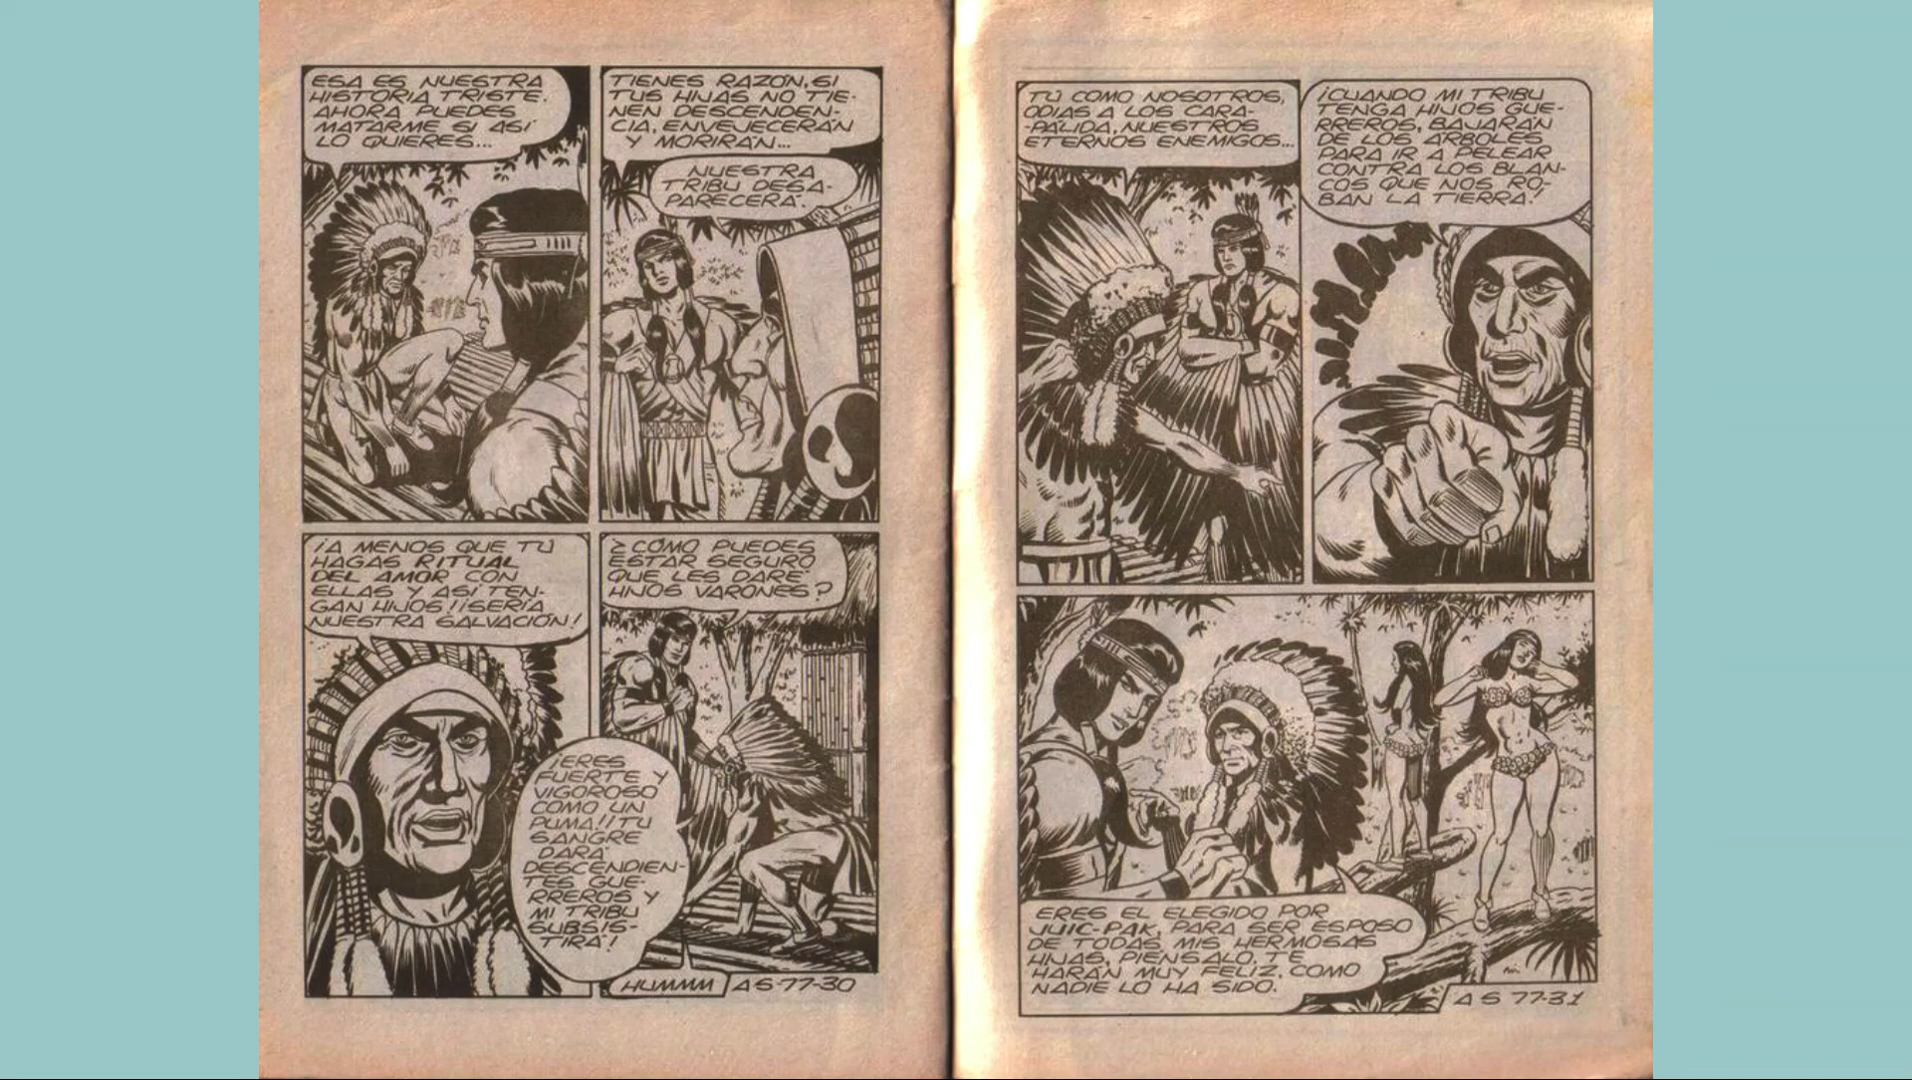 ESA ES NUESTRA
HISTORIA TRISTE.
AHORA PUEDES
MATARME SI ASÍ
LO QUIERES...
TIENES RAZÓN, SI
TUS HIJAS NO TIE-
NEN DESCENDEN-
CIA, ENVEJECERÁN
Y MORIRÁN...
NUESTRA
TRIBU DESA-
PARECERÁ.
¡A MENOS QUE TÚ
HAGAS RITUAL
DEL AMOR CON
ELLAS Y ASÍ TEN-
GAN HIJOS! ¡SERÍA
NUESTRA SALVACIÓN!
¿CÓMO PUEDES
ESTAR SEGURO
QUE LES DARÉ
HIJOS VARONES?
¡ERES
FUERTE Y
VIGOROSO
COMO UN
PUMA! ¡TU
SANGRE
DARÁ
DESCENDIEN-
TES GUE-
RREROS Y
MI TRIBU
SUBSIS-
TIRÁ!
HUMMM
AS-77-30
TÚ COMO NOSOTROS,
ODIAS A LOS CARA-
-PÁLIDA, NUESTROS
ETERNOS ENEMIGOS...
¡CUANDO MI TRIBU
TENGA HIJOS GUE-
RREROS, BAJARÁN
DE LOS ÁRBOLES
PARA IR A PELEAR
CONTRA LOS BLAN-
COS QUE NOS RO-
BAN LA TIERRA!
ERES EL ELEGIDO POR
JUIC-PAK, PARA SER ESPOSO
DE TODAS MIS HERMOSAS
HIJAS, PIÉNSALO, TE
HARÁN MUY FELIZ, COMO
NADIE LO HA SIDO.
AS 77-31